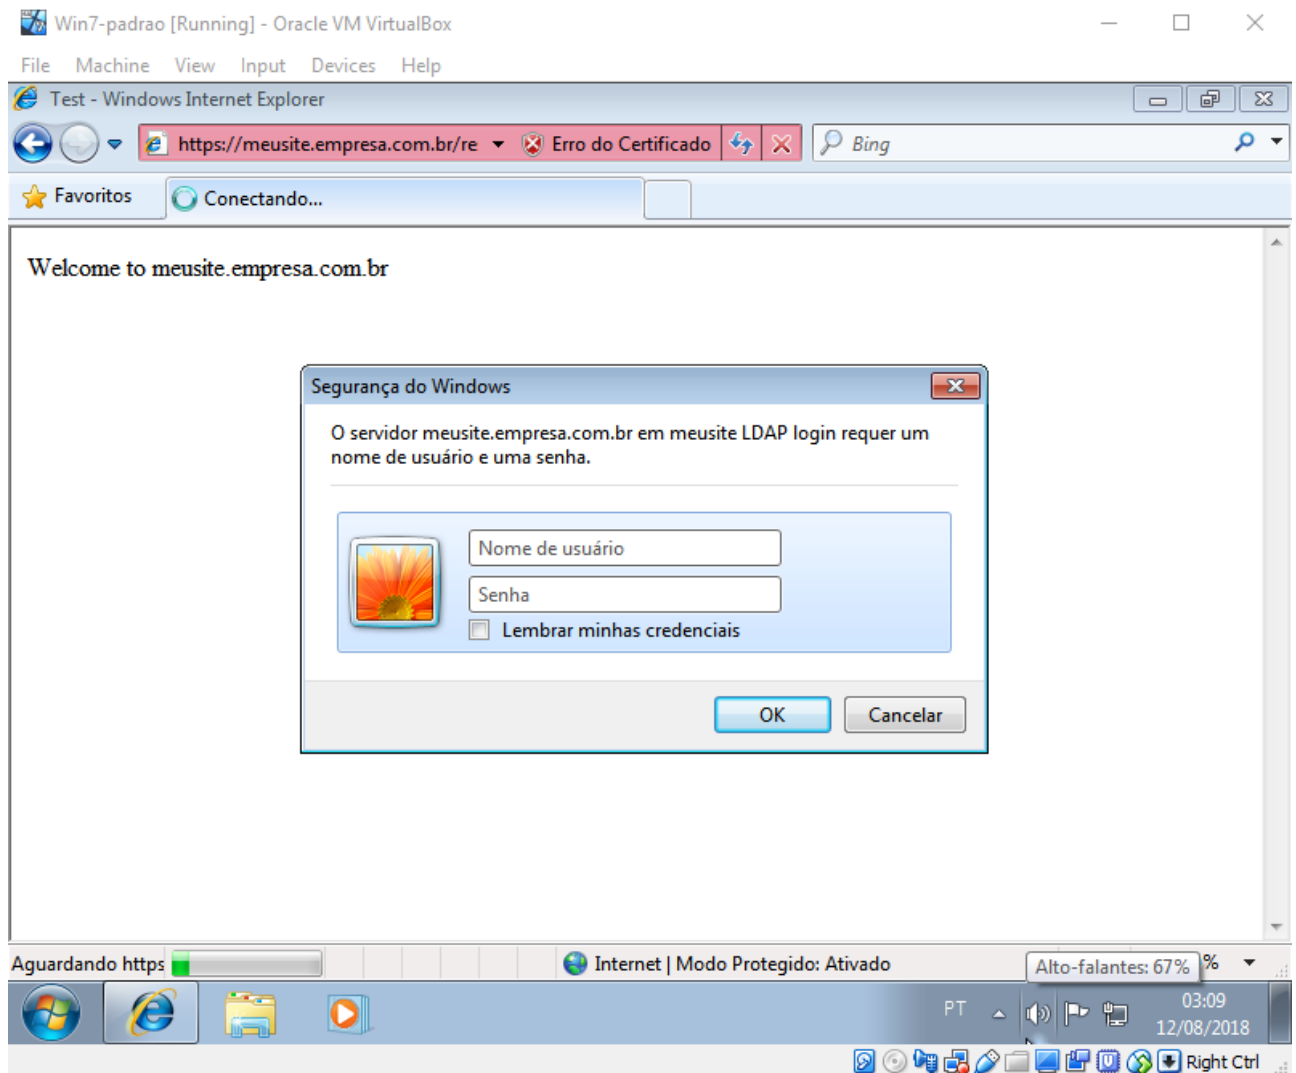 Win7-padrao [Running] - Oracle VM VirtualBox
File Machine View Input Devices Help
Test - Windows Internet Explorer
https://meusite.empresa.com.br/re Erro do Certificado Bing
Favoritos Conectando...
Welcome to meusite.empresa.com.br
Segurança do Windows
O servidor meusite.empresa.com.br em meusite LDAP login requer um
nome de usuário e uma senha.
Nome de usuário
Senha
Lembrar minhas credenciais
OK Cancelar
Aguardando https Internet | Modo Protegido: Ativado Alto-falantes: 67% %
PT 03:09
12/08/2018
Right Ctrl